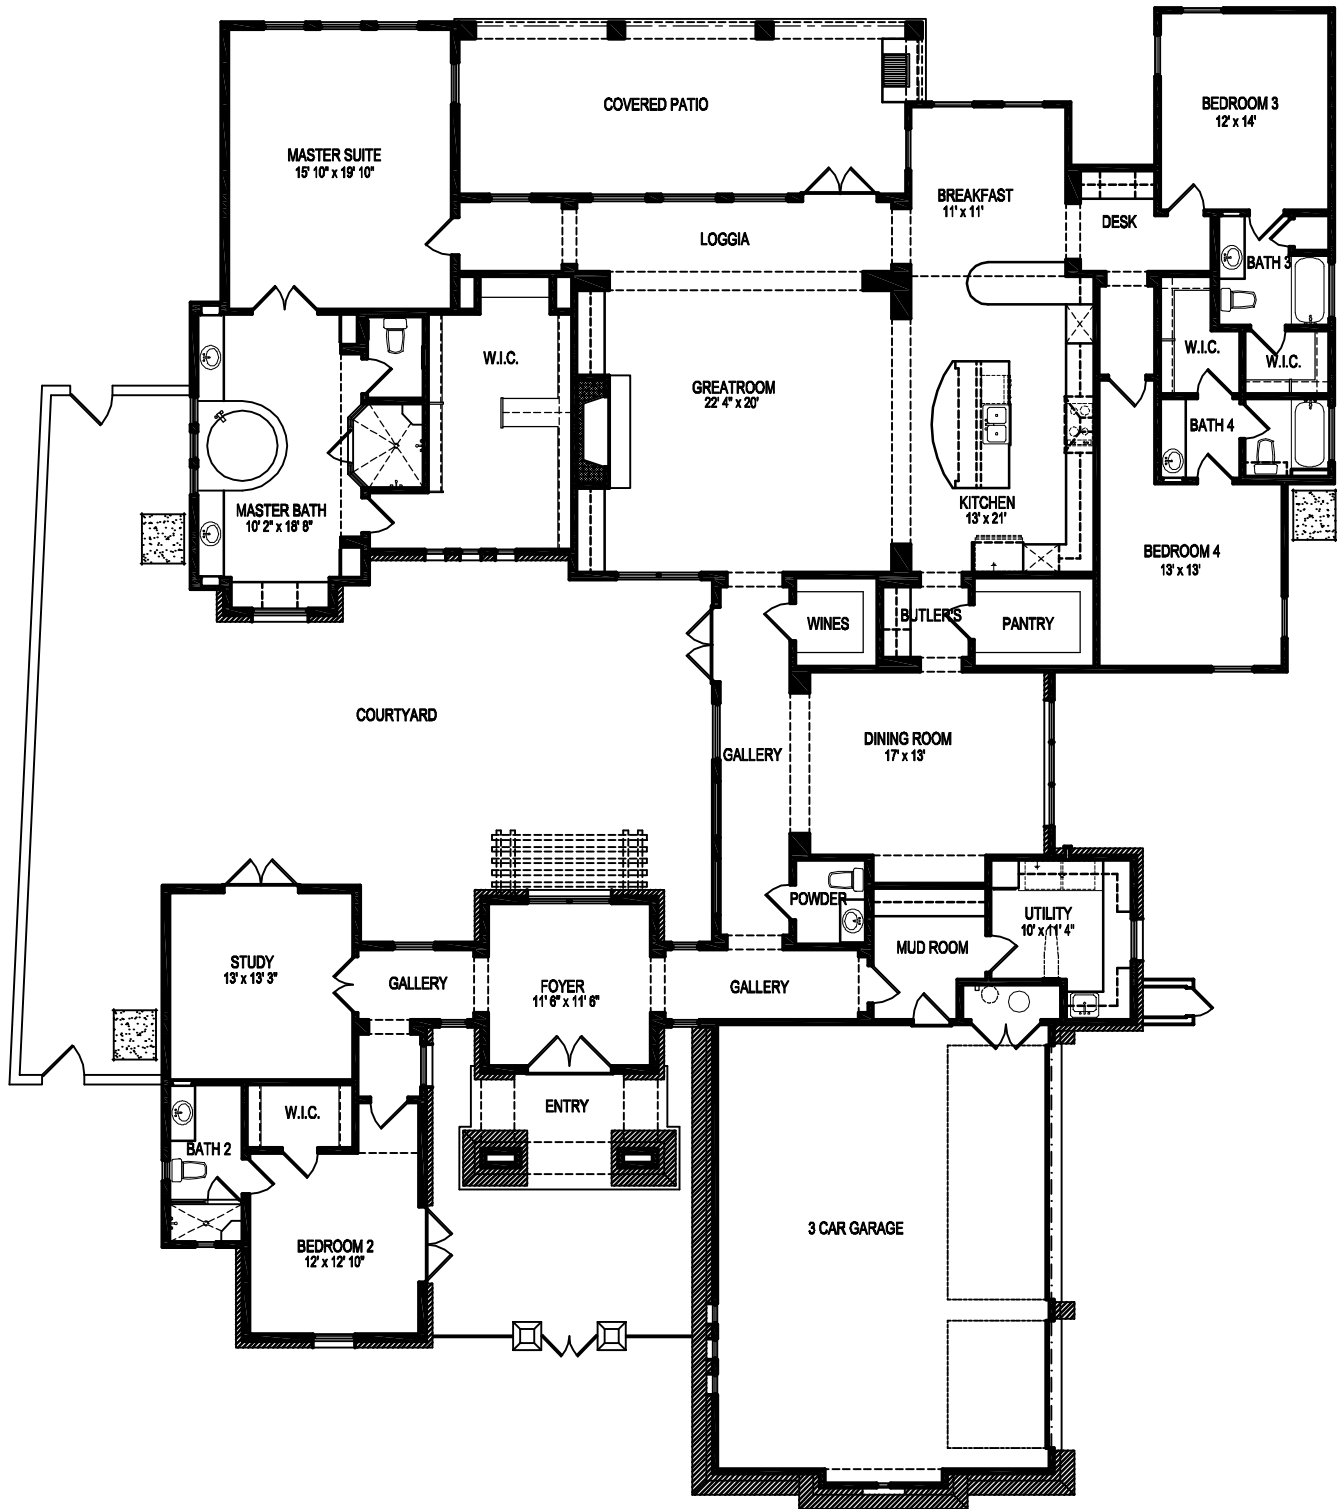 BEDROOM 3
12' x 14'
COVERED PATIO
MASTER SUITE
15' 10" x 19' 10"
BREAKFAST
11' x 11'
DESK
LOGGIA
BATH 3
W.I.C.
W.I.C.
W.I.C.
GREATROOM
22' 4" x 20'
BATH 4
KITCHEN
13' x 21'
MASTER BATH
10' 2" x 18' 8"
BEDROOM 4
13' x 13'
WINES
BUTLER'S
PANTRY
COURTYARD
DINING ROOM
17' x 13'
GALLERY
POWDER
UTILITY
10' x 11' 4"
MUD ROOM
STUDY
13' x 13' 3"
GALLERY
FOYER
11' 6" x 11' 6"
GALLERY
W.I.C.
ENTRY
BATH 2
3 CAR GARAGE
BEDROOM 2
12' x 12' 10"